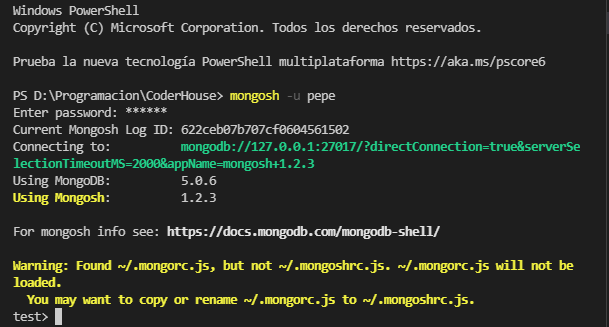 Windows PowerShell
Copyright (C) Microsoft Corporation. Todos los derechos reservados.
Prueba la nueva tecnología PowerShell multiplataforma https://aka.ms/pscore6
PS D:\Programacion\CoderHouse> mongosh -u pepe
Enter password: ******
Current Mongosh Log ID: 622ceb07b707cf0604561502
Connecting to: mongodb://127.0.0.1:27017/?directConnection=true&serverSe
lectionTimeoutMS=2000&appName=mongosh+1.2.3
Using MongoDB: 5.0.6
Using Mongosh: 1.2.3
For mongosh info see: https://docs.mongodb.com/mongodb-shell/
Warning: Found ~/.mongorc.js, but not ~/.mongoshrc.js. ~/.mongorc.js will not be
loaded.
You may want to copy or rename ~/.mongorc.js to ~/.mongoshrc.js.
test>